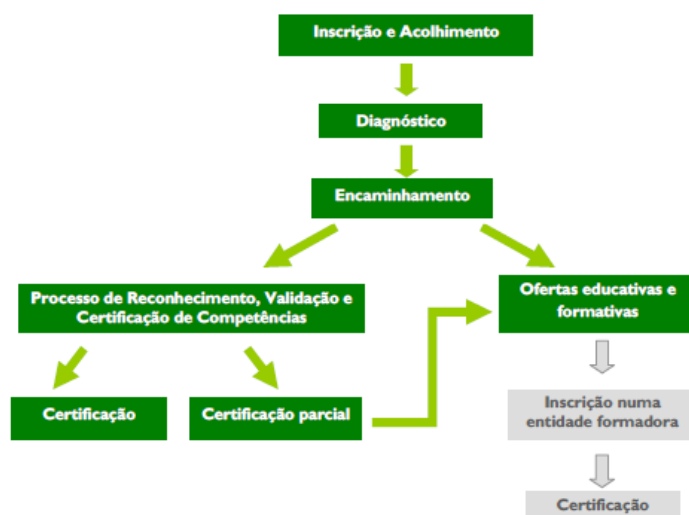 Inscrição e Acolhimento
Diagnóstico
Encaminhamento
Processo de Reconhecimento, Validação e
Certificação de Competências
Ofertas educativas e
formativas
Certificação
Certificação parcial
Inscrição numa
entidade formadora
Certificação